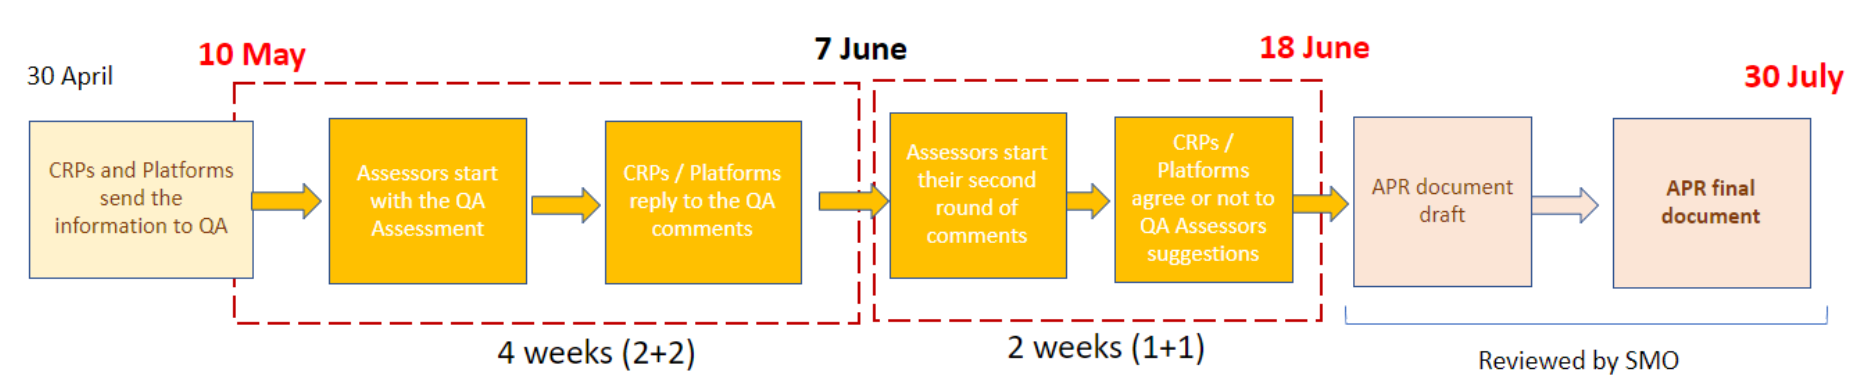 30 April
10 May
7 June
18 June
30 July
CRPs and Platforms
send the
information to QA
Assessors start
with the QA
Assessment
CRPs / Platforms
reply to the QA
comments
Assessors start
their second
round of
comments
CRPs /
Platforms
agree or not to
QA Assessors
suggestions
APR document
draft
APR final
document
4 weeks (2+2)
2 weeks (1+1)
Reviewed by SMO